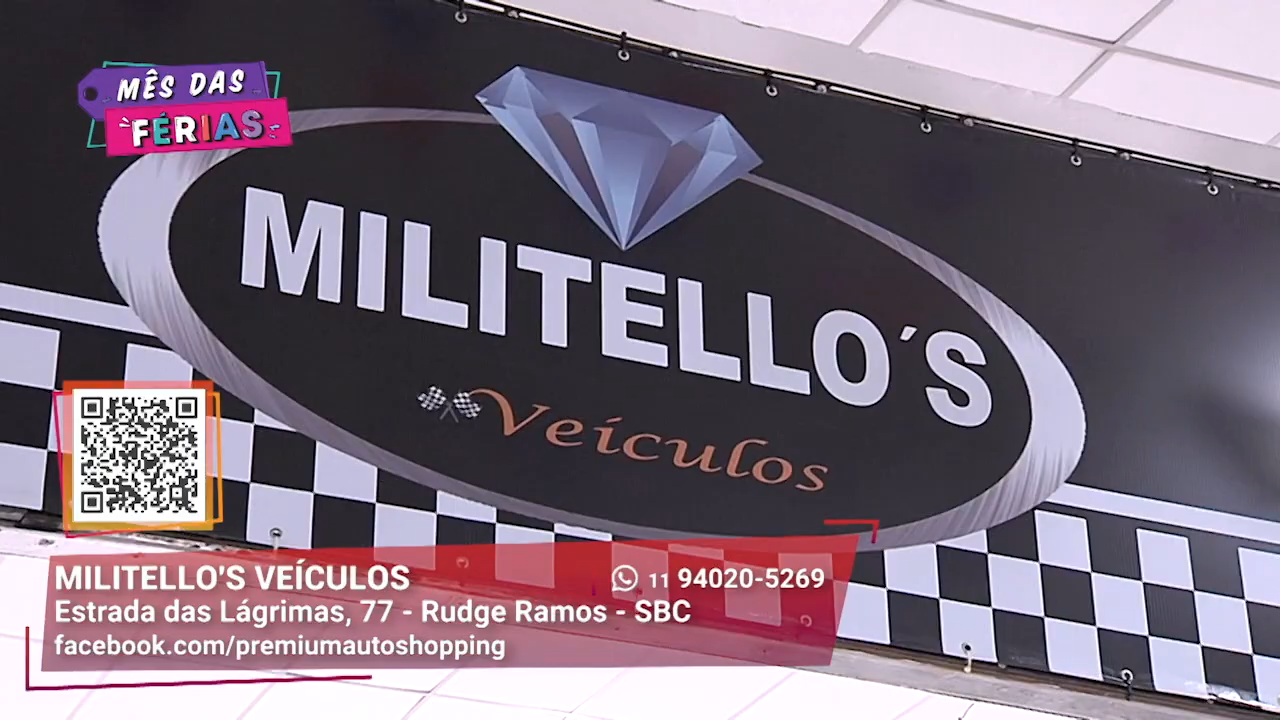 MÊS DAS
FÉRIAS
MILITELLO'S
Veículos
MILITELLO'S VEÍCULOS
11 94020-5269
Estrada das Lágrimas, 77 - Rudge Ramos - SBC
facebook.com/premiumautoshopping